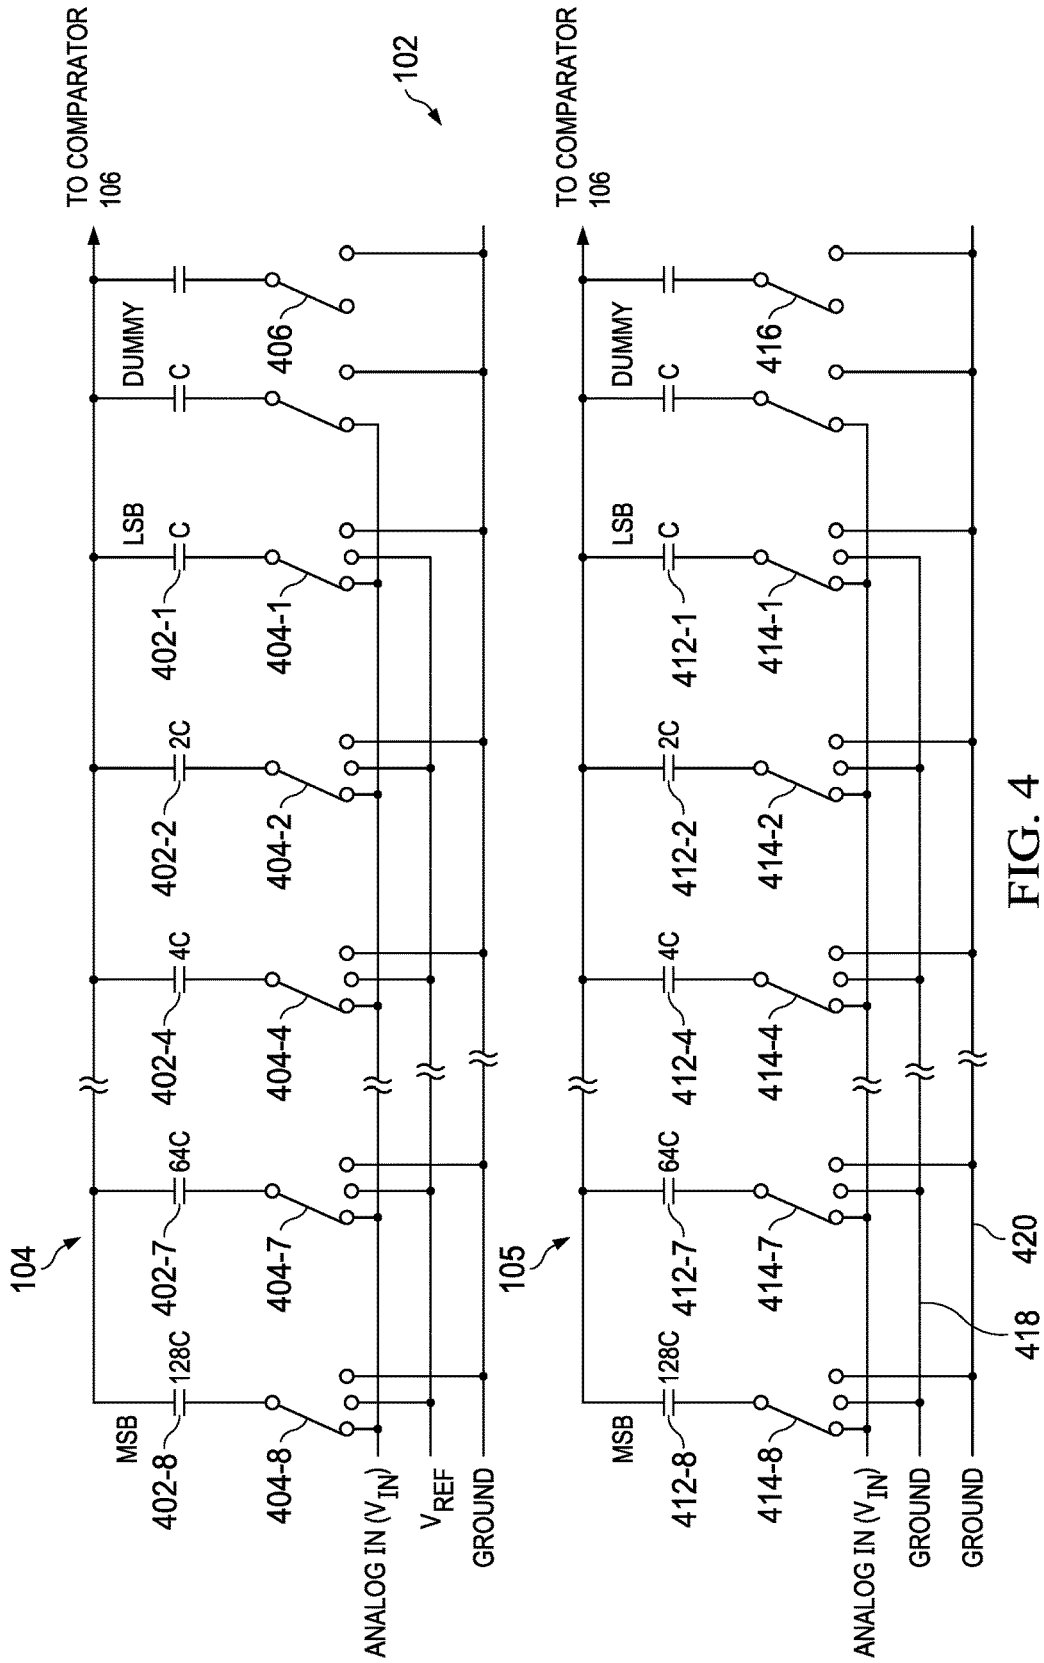 104
TO COMPARATOR
106
MSB
LSB
DUMMY
402-8
128C
402-7
64C
402-4
4C
402-2
2C
402-1
C
C
404-8
404-7
404-4
404-2
404-1
406
ANALOG IN (VIN)
VREF
GROUND
102
105
TO COMPARATOR
106
MSB
LSB
DUMMY
412-8
128C
412-7
64C
412-4
4C
412-2
2C
412-1
C
C
414-8
414-7
414-4
414-2
414-1
416
ANALOG IN (VIN)
GROUND
GROUND
418
420
FIG. 4